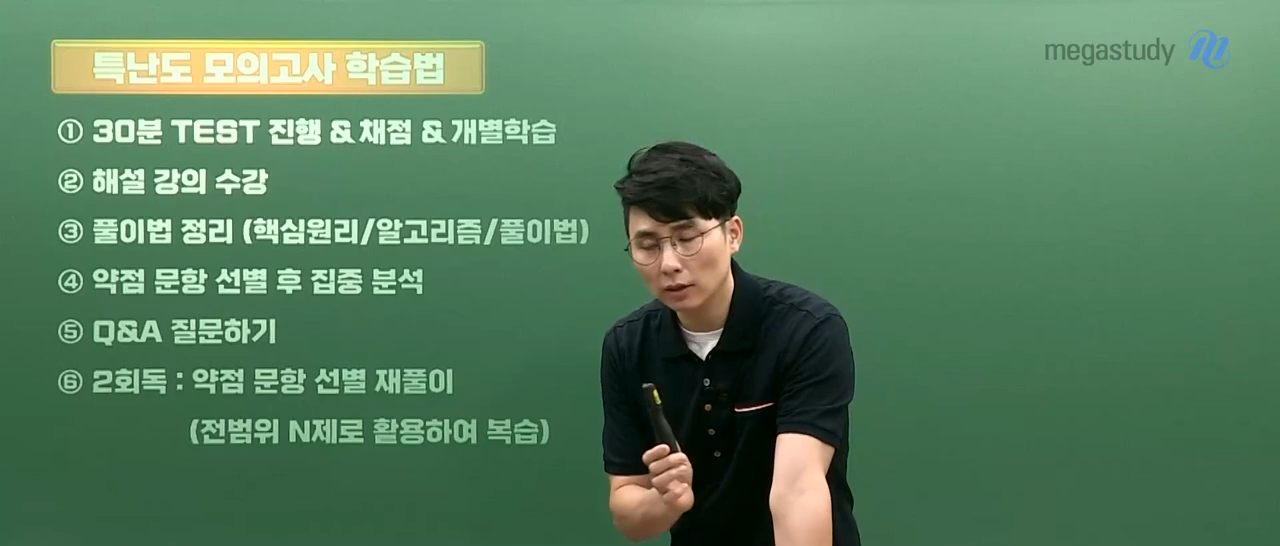 특난도 모의고사 학습법
megastudy
① 30분 TEST 진행 & 채점 & 개별학습
② 해설 강의 수강
③ 풀이법 정리 (핵심원리/알고리즘/풀이법)
④ 약점 문항 선별 후 집중 분석
⑤ Q&A 질문하기
⑥ 2회독 : 약점 문항 선별 재풀이
(전범위 N제로 활용하여 복습)